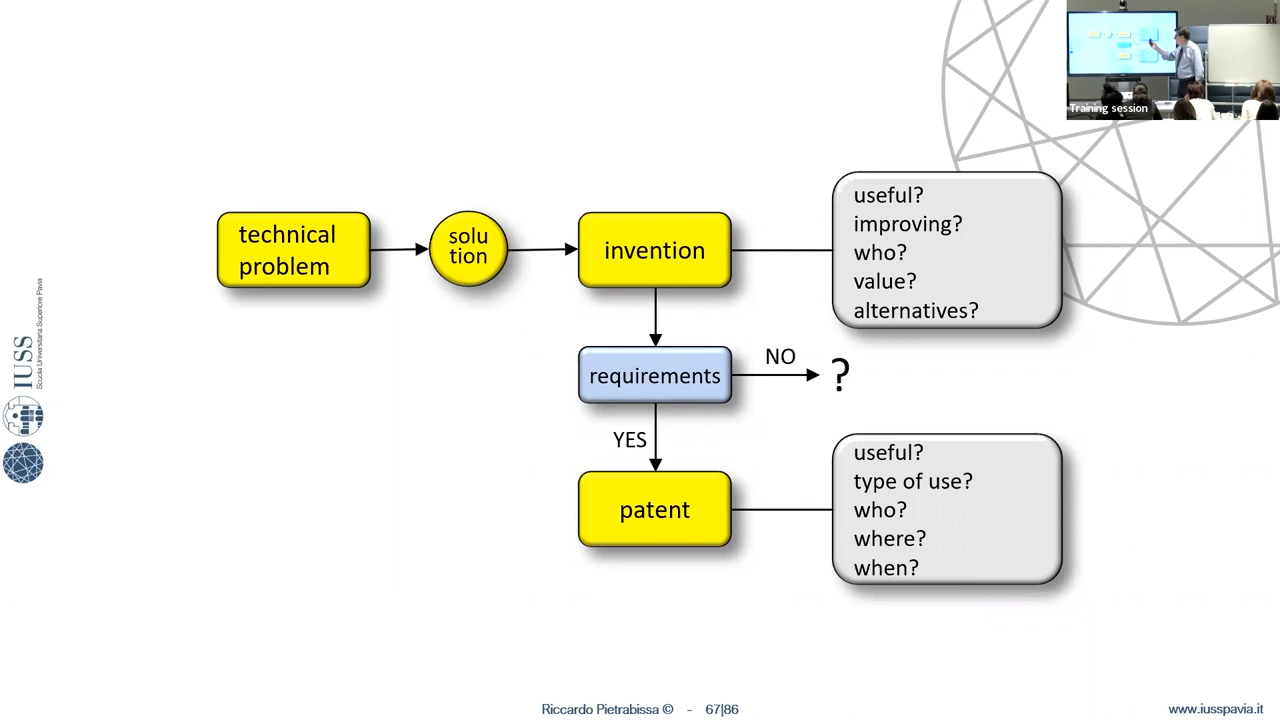 Training session
technical
problem
solu
tion
invention
useful?
improving?
who?
value?
alternatives?
requirements
NO
?
YES
patent
useful?
type of use?
who?
where?
when?
IUSS
Scuola Universitaria Superiore Pavia
Riccardo Pietrabissa © - 67|86
www.iusspavia.it